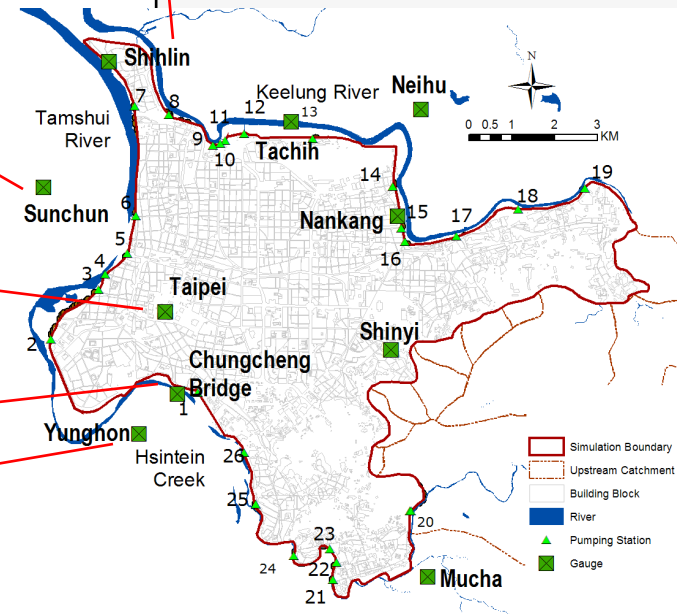 Shihlin
Neihu
Keelung River
7
8
11
12
13
N
Tamshui
River
9
10
Tachih
0 0.5 1 2 3
KM
14
19
18
Sunchun
6
Nankang
15
17
16
5
4
3
Taipei
2
Shinyi
Chungcheng
Bridge
1
Yunghon
Hsintein
Creek
26
25
20
23
24
22
21
Mucha
Simulation Boundary
Upstream Catchment
Building Block
River
Pumping Station
Gauge